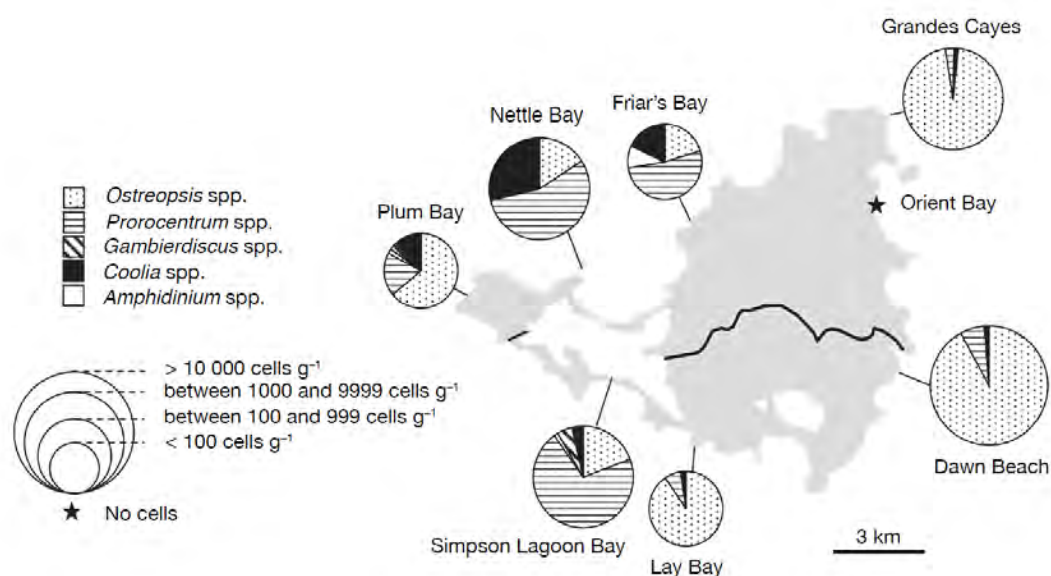 Grandes Cayes
Nettle Bay
Friar's Bay
Ostreopsis spp.
Prorocentrum spp.
Gambierdiscus spp.
Coolia spp.
Amphidinium spp.
Plum Bay
Orient Bay
> 10 000 cells g⁻¹
between 1000 and 9999 cells g⁻¹
between 100 and 999 cells g⁻¹
< 100 cells g⁻¹
No cells
Dawn Beach
Simpson Lagoon Bay
Lay Bay
3 km